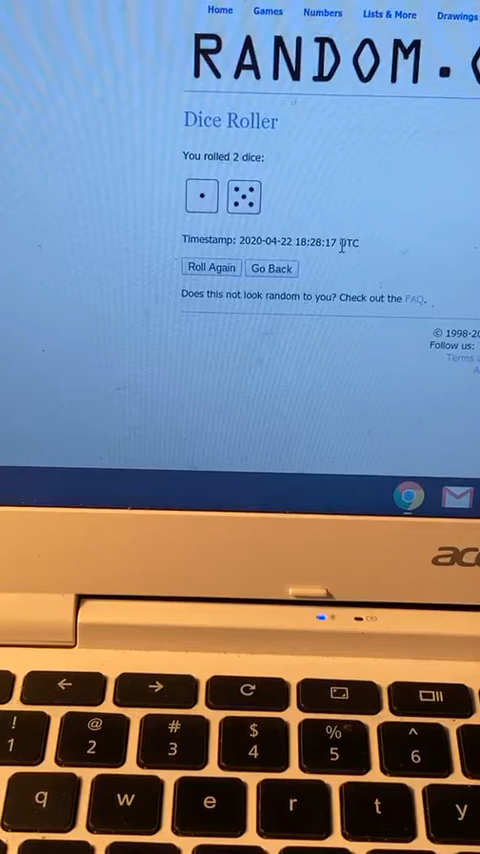 Home Games Numbers Lists & More Drawings
RANDOM.
Dice Roller
You rolled 2 dice:
Timestamp: 2020-04-22 18:28:17 UTC
Roll Again Go Back
Does this not look random to you? Check out the FAQ.
© 1998-20
Follow us:
Terms
A
ace
! @ # $ % ^
1 2 3 4 5 6
q w e r t y